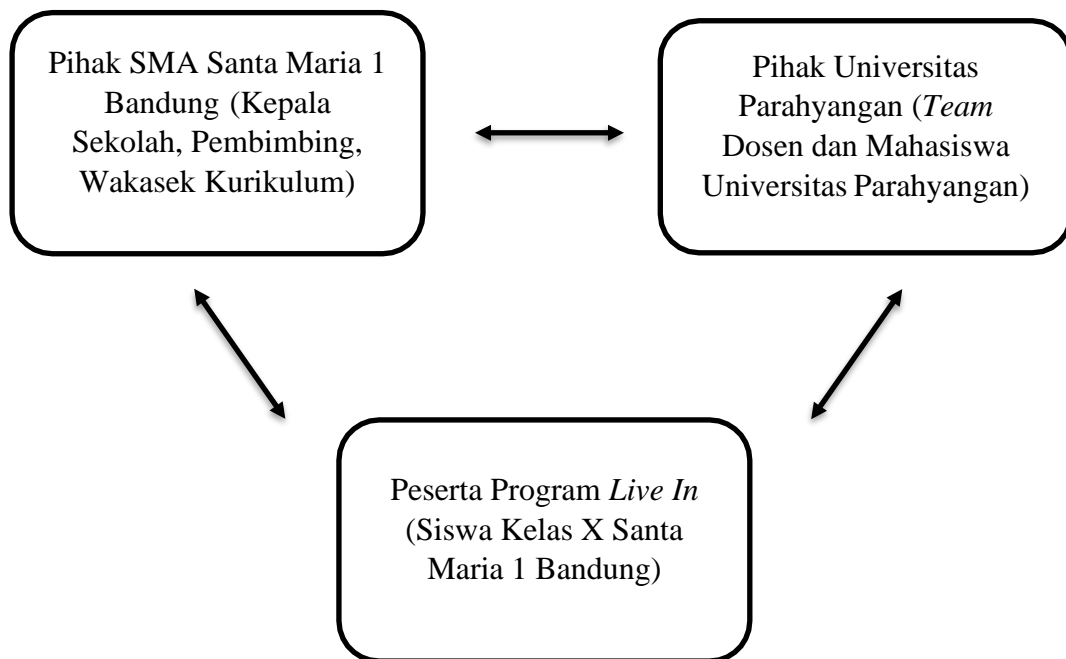 Pihak SMA Santa Maria 1
Bandung (Kepala
Sekolah, Pembimbing,
Wakasek Kurikulum)
Pihak Universitas
Parahyangan (Team
Dosen dan Mahasiswa
Universitas Parahyangan)
Peserta Program Live In
(Siswa Kelas X Santa
Maria 1 Bandung)